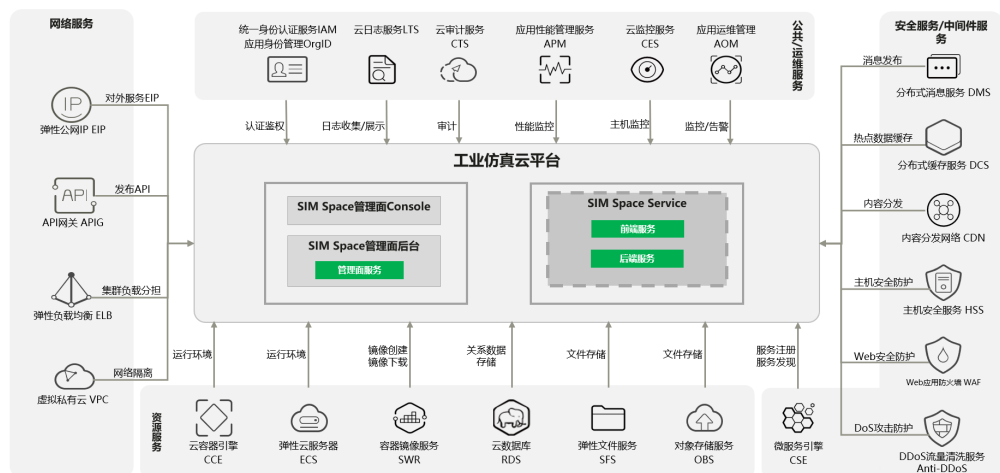 网络服务
对外服务EIP
弹性公网IP EIP
发布API
API网关 APIG
集群负载分担
弹性负载均衡 ELB
网络隔离
虚拟私有云 VPC
统一身份认证服务IAM
应用身份管理OrgID
云日志服务LTS
云审计服务
CTS
应用性能管理服务
APM
云监控服务
CES
应用运维管理
AOM
公共/运维服务
认证鉴权
日志收集/展示
审计
性能监控
主机监控
监控/告警
工业仿真云平台
SIM Space管理面Console
SIM Space管理面后台
管理面服务
SIM Space Service
前端服务
后端服务
运行环境
运行环境
镜像创建
镜像下载
关系数据
存储
文件存储
文件存储
服务注册
服务发现
资源服务
云容器引擎
CCE
弹性云服务器
ECS
容器镜像服务
SWR
云数据库
RDS
弹性文件服务
SFS
对象存储服务
OBS
微服务引擎
CSE
安全服务/中间件服
务
消息发布
分布式消息服务 DMS
热点数据缓存
分布式缓存服务 DCS
内容分发
内容分发网络 CDN
主机安全防护
主机安全服务 HSS
Web安全防护
Web应用防火墙 WAF
DoS攻击防护
DDoS流量清洗服务
Anti-DDoS
IP
API